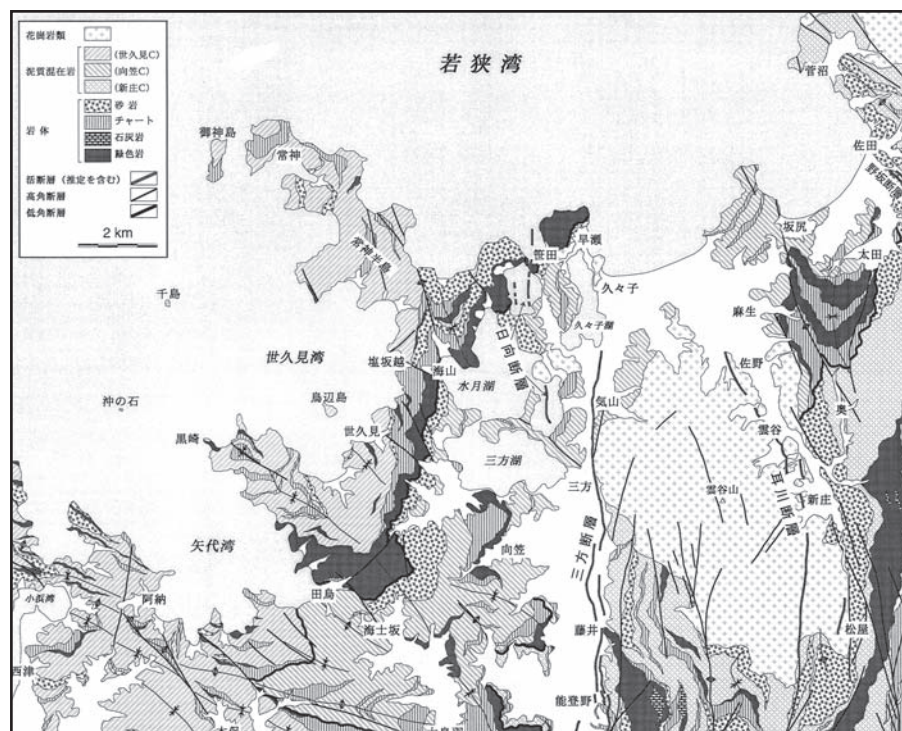 花崗岩類
泥質混在岩
(世久見C)
(向笠C)
(新庄C)
岩体
砂岩
チャート
石灰岩
緑色岩
活断層（推定を含む）
高角断層
低角断層
2 km
若狭湾
菅沼
御神島
常神
佐田
野坂断層
常神半島
坂尻
早瀬
笹田
太田
千島
久々子
麻生
久々子湖
日向断層
世久見湾
塩坂越
海山
水月湖
佐野
鳥辺島
沖の石
気山
奥
世久見
雲谷
黒崎
三方湖
三方
雲谷山
耳川断層
新庄
矢代湾
向笠
三方断層
小浜湾
阿納
田烏
海士坂
藤井
松屋
西津
能登野